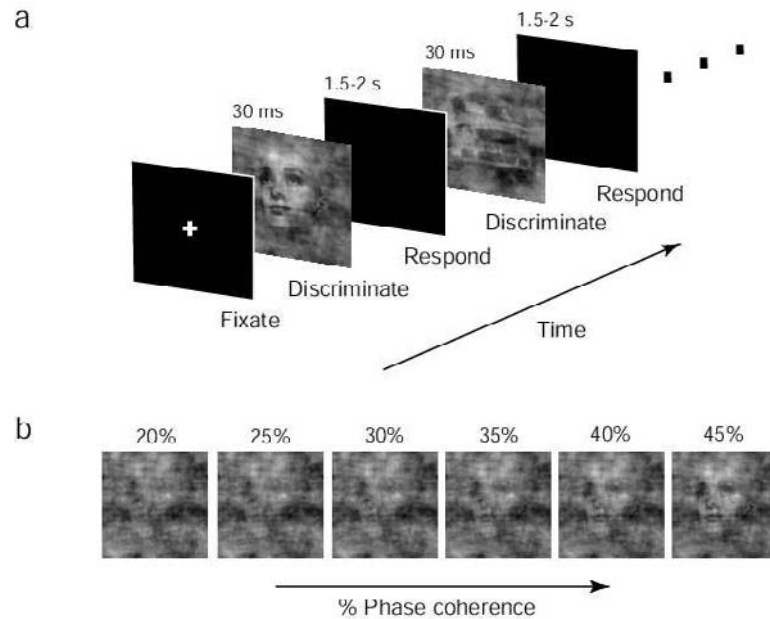 a
1.5-2 s
30 ms
1.5-2 s
30 ms
Respond
Discriminate
Respond
Discriminate
Fixate
Time
b
20% 25% 30% 35% 40% 45%
% Phase coherence